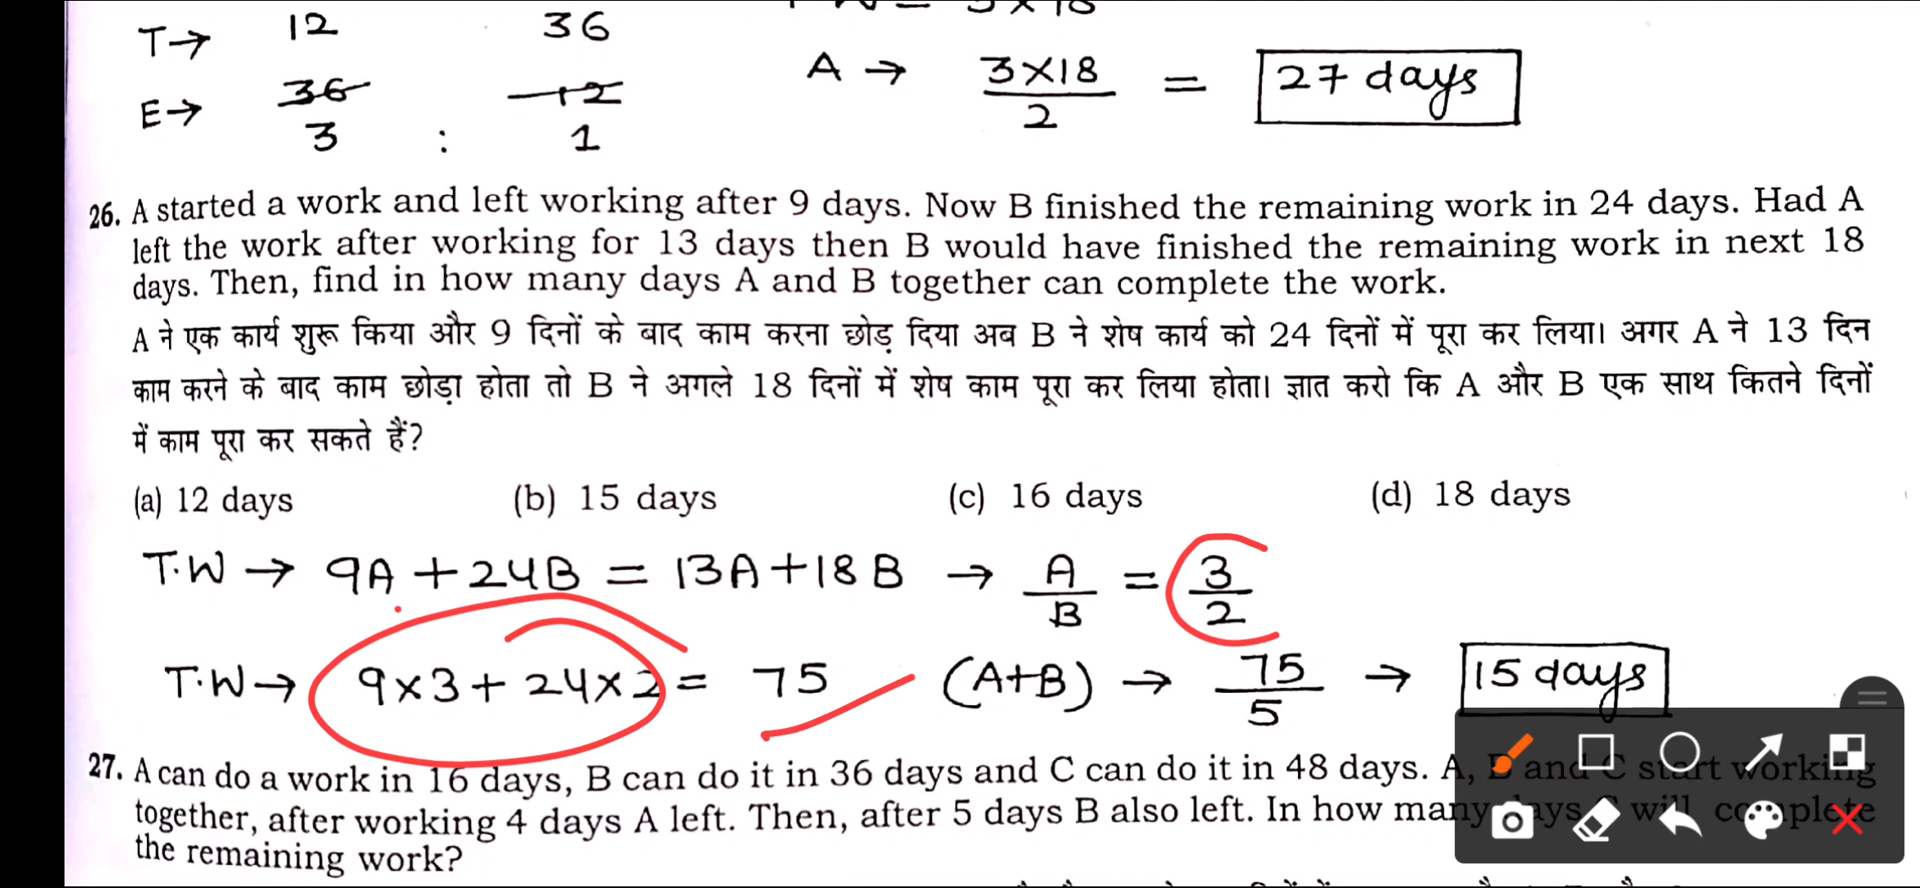 T→ 12 36
A → 3×18/2 = 27 days
E→ 36 12
3 : 1
26. A started a work and left working after 9 days. Now B finished the remaining work in 24 days. Had A
left the work after working for 13 days then B would have finished the remaining work in next 18
days. Then, find in how many days A and B together can complete the work.
A ने एक कार्य शुरू किया और 9 दिनों के बाद काम करना छोड़ दिया अब B ने शेष कार्य को 24 दिनों में पूरा कर लिया। अगर A ने 13 दिन
काम करने के बाद काम छोड़ा होता तो B ने अगले 18 दिनों में शेष काम पूरा कर लिया होता। ज्ञात करो कि A और B एक साथ कितने दिनों
में काम पूरा कर सकते हैं?
(a) 12 days (b) 15 days (c) 16 days (d) 18 days
T.W → 9A + 24B = 13A + 18B → A/B = 3/2
T.W → 9×3 + 24×2 = 75 (A+B) → 75/5 → 15 days
27. A can do a work in 16 days, B can do it in 36 days and C can do it in 48 days. A, B and C start working
together, after working 4 days A left. Then, after 5 days B also left. In how many days C will complete
the remaining work?